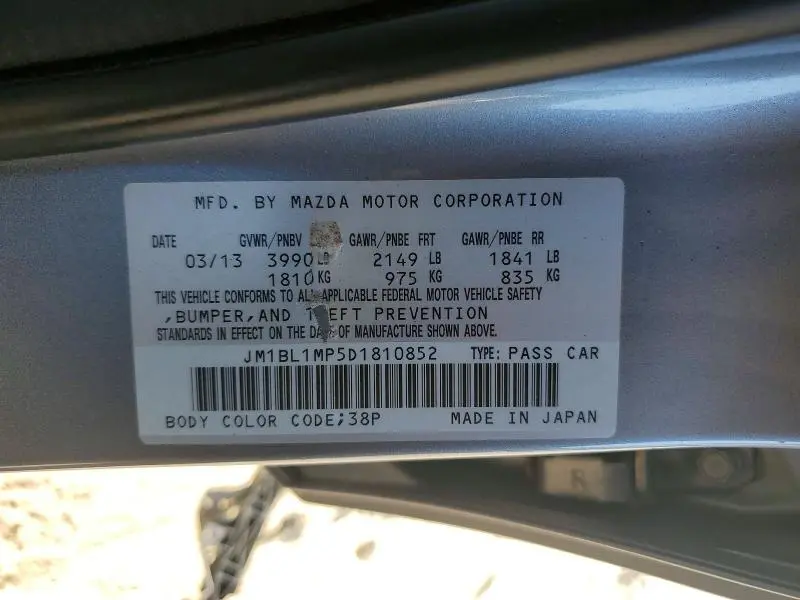 MFD. BY MAZDA MOTOR CORPORATION
DATE GVWR/PNBV GAWR/PNBE FRT GAWR/PNBE RR
03/13 3990 LB 2149 LB 1841 LB
1810 KG 975 KG 835 KG
THIS VEHICLE CONFORMS TO ALL APPLICABLE FEDERAL MOTOR VEHICLE SAFETY
,BUMPER,AND THEFT PREVENTION
STANDARDS IN EFFECT ON THE DATE OF MANUFACTURE SHOWN ABOVE.
JM1BL1MP5D1810852 TYPE: PASS CAR
BODY COLOR CODE;38P MADE IN JAPAN
R